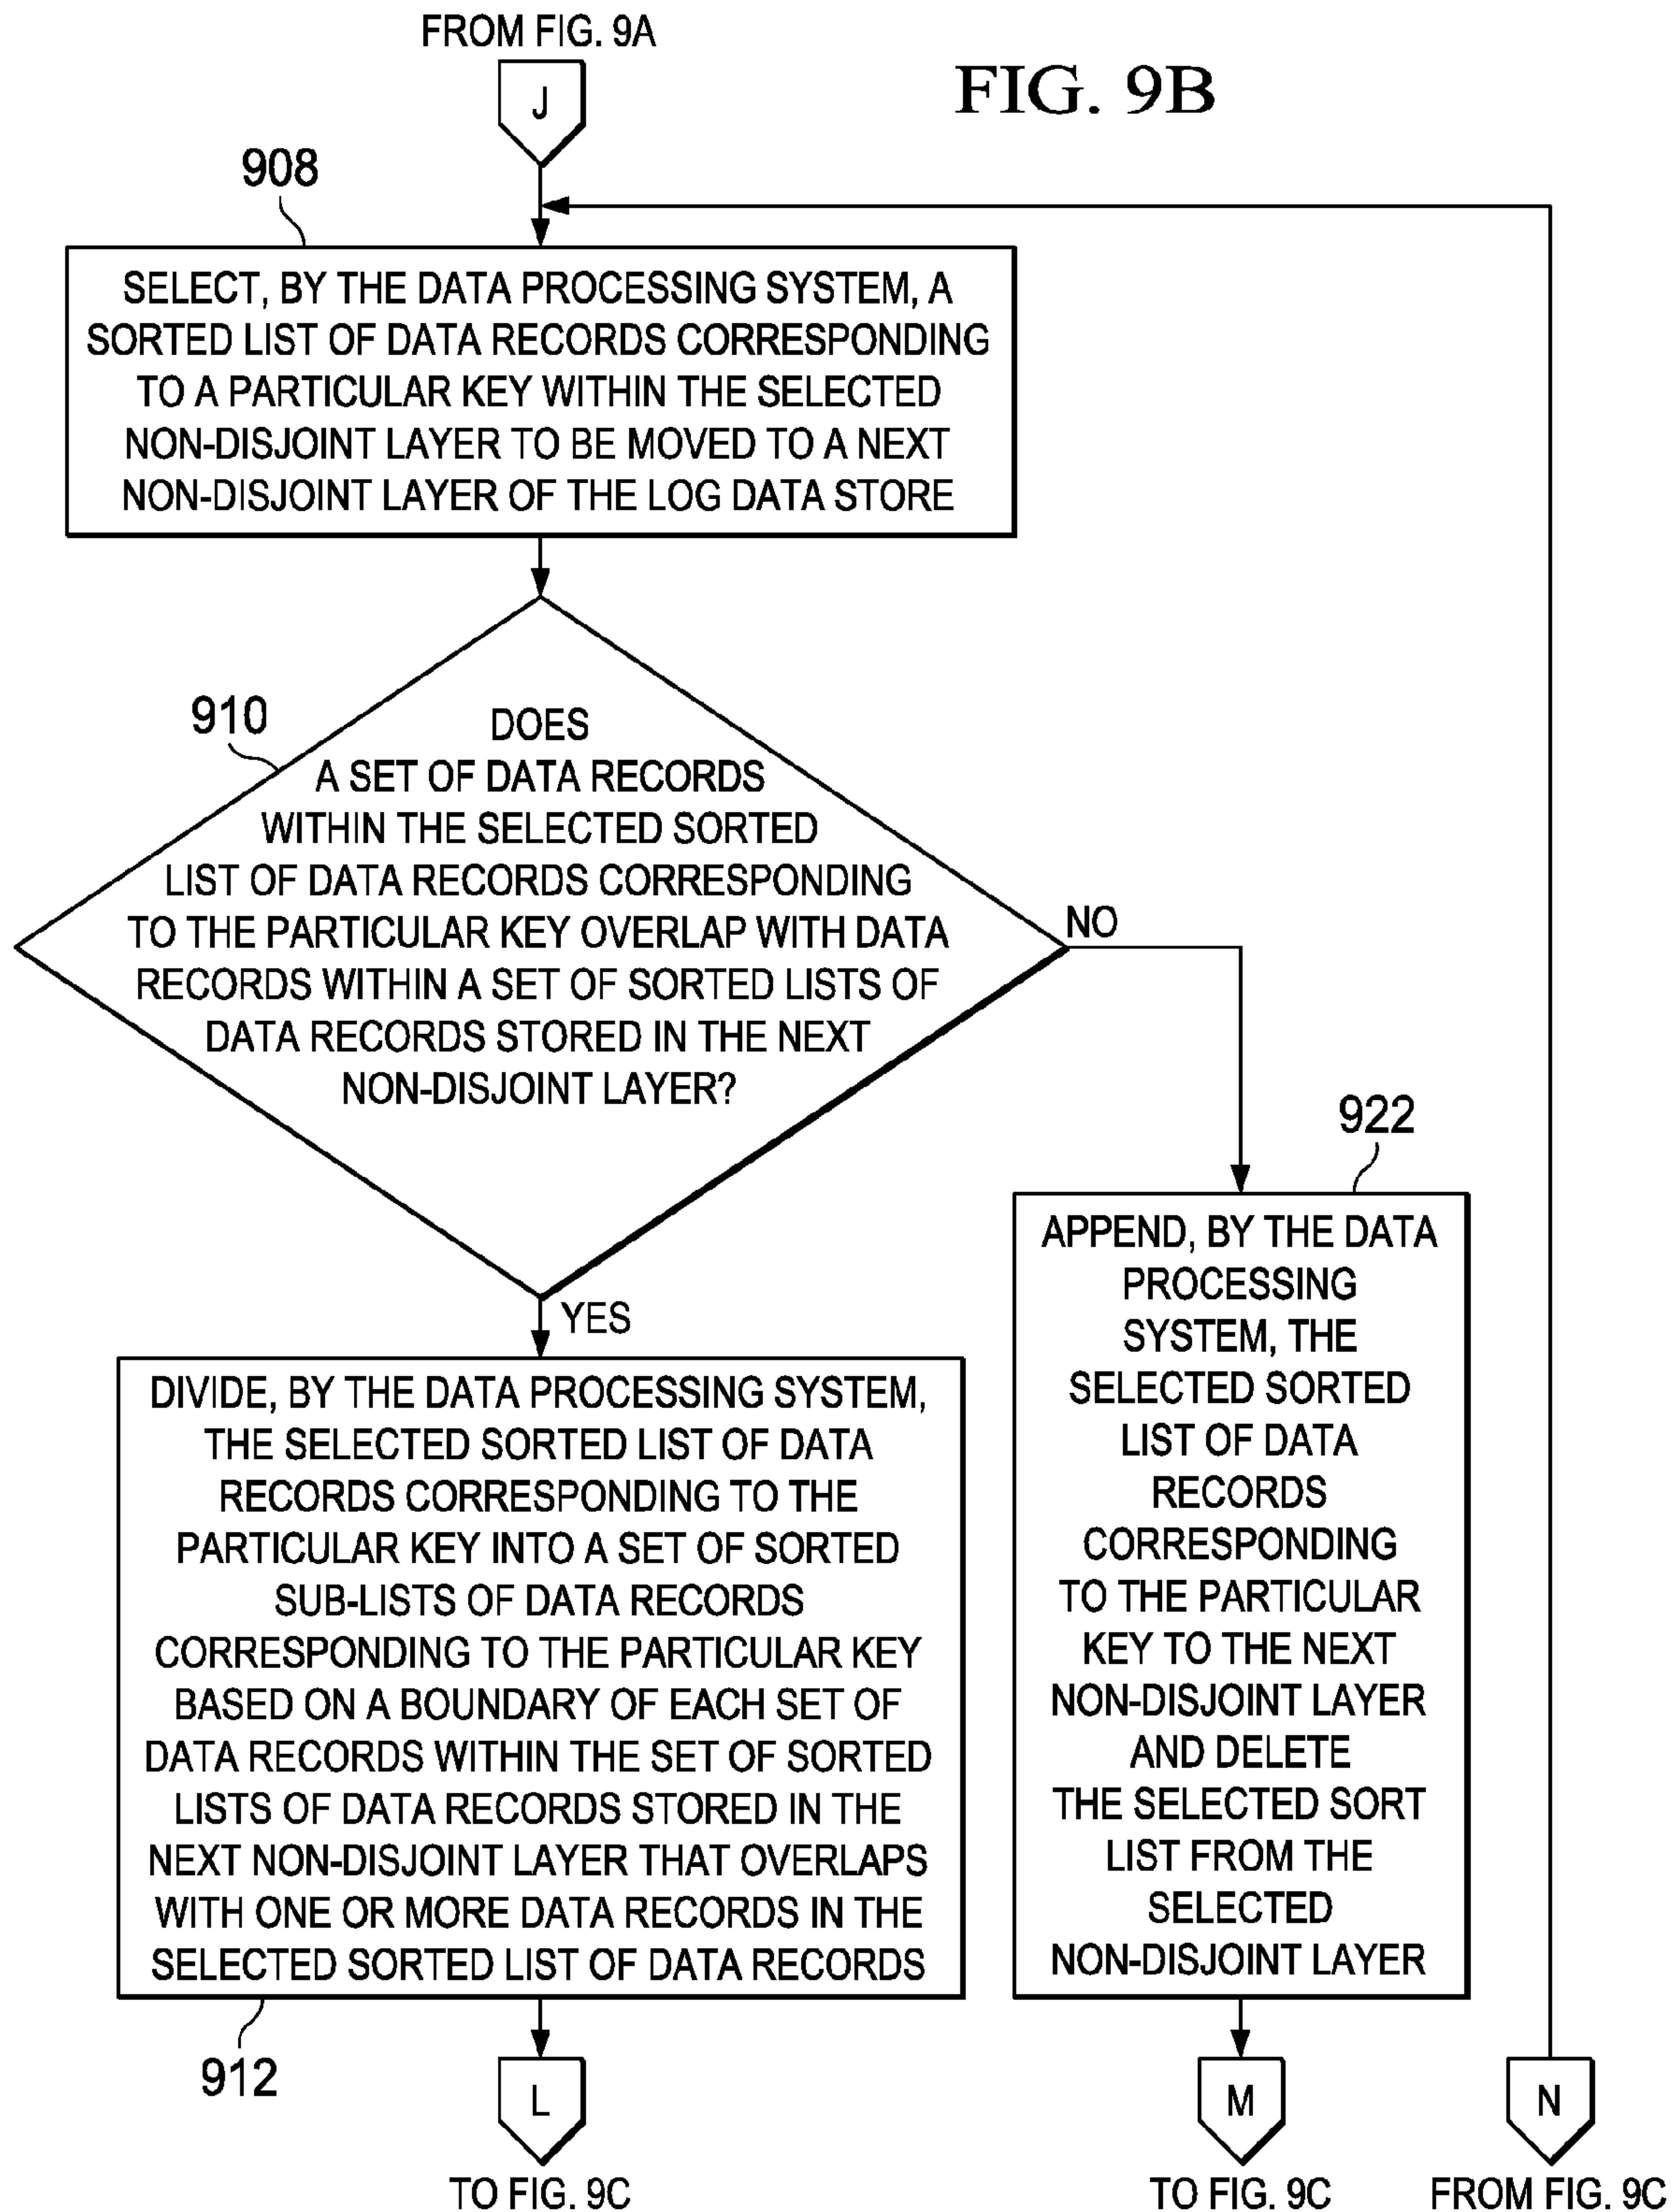 FROM FIG. 9A
FIG. 9B
J
908
SELECT, BY THE DATA PROCESSING SYSTEM, A
SORTED LIST OF DATA RECORDS CORRESPONDING
TO A PARTICULAR KEY WITHIN THE SELECTED
NON-DISJOINT LAYER TO BE MOVED TO A NEXT
NON-DISJOINT LAYER OF THE LOG DATA STORE
910
DOES
A SET OF DATA RECORDS
WITHIN THE SELECTED SORTED
LIST OF DATA RECORDS CORRESPONDING
TO THE PARTICULAR KEY OVERLAP WITH DATA
RECORDS WITHIN A SET OF SORTED LISTS OF
DATA RECORDS STORED IN THE NEXT
NON-DISJOINT LAYER?
NO
YES
922
APPEND, BY THE DATA
PROCESSING
SYSTEM, THE
SELECTED SORTED
LIST OF DATA
RECORDS
CORRESPONDING
TO THE PARTICULAR
KEY TO THE NEXT
NON-DISJOINT LAYER
AND DELETE
THE SELECTED SORT
LIST FROM THE
SELECTED
NON-DISJOINT LAYER
DIVIDE, BY THE DATA PROCESSING SYSTEM,
THE SELECTED SORTED LIST OF DATA
RECORDS CORRESPONDING TO THE
PARTICULAR KEY INTO A SET OF SORTED
SUB-LISTS OF DATA RECORDS
CORRESPONDING TO THE PARTICULAR KEY
BASED ON A BOUNDARY OF EACH SET OF
DATA RECORDS WITHIN THE SET OF SORTED
LISTS OF DATA RECORDS STORED IN THE
NEXT NON-DISJOINT LAYER THAT OVERLAPS
WITH ONE OR MORE DATA RECORDS IN THE
SELECTED SORTED LIST OF DATA RECORDS
912
L
TO FIG. 9C
M
TO FIG. 9C
N
FROM FIG. 9C